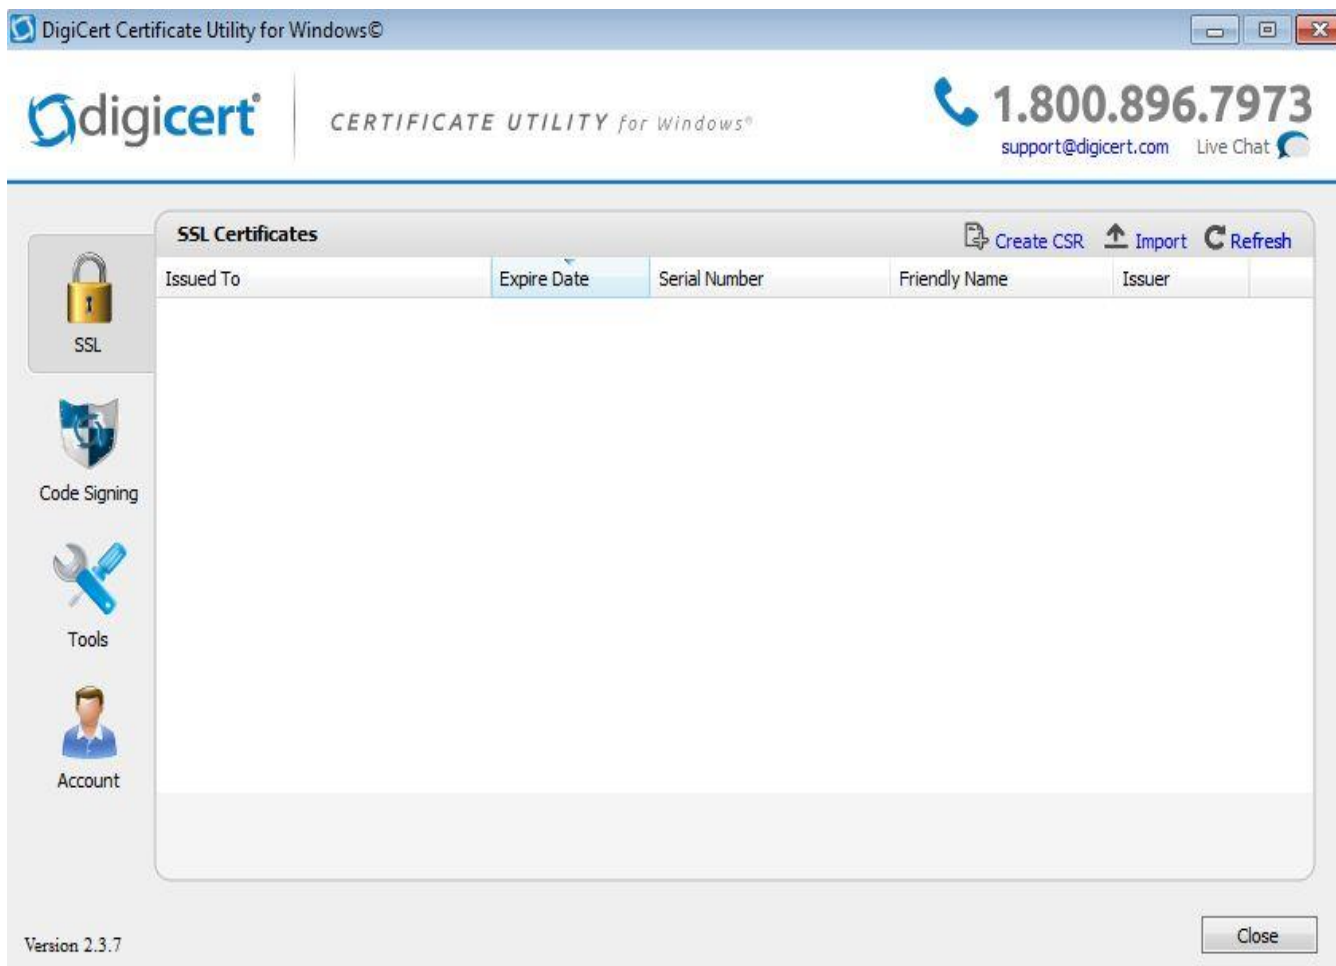 DigiCert Certificate Utility for Windows©
digicert®
CERTIFICATE UTILITY for Windows®
1.800.896.7973
support@digicert.com Live Chat
SSL Certificates
Create CSR Import Refresh
Issued To Expire Date Serial Number Friendly Name Issuer
SSL
Code Signing
Tools
Account
Version 2.3.7
Close